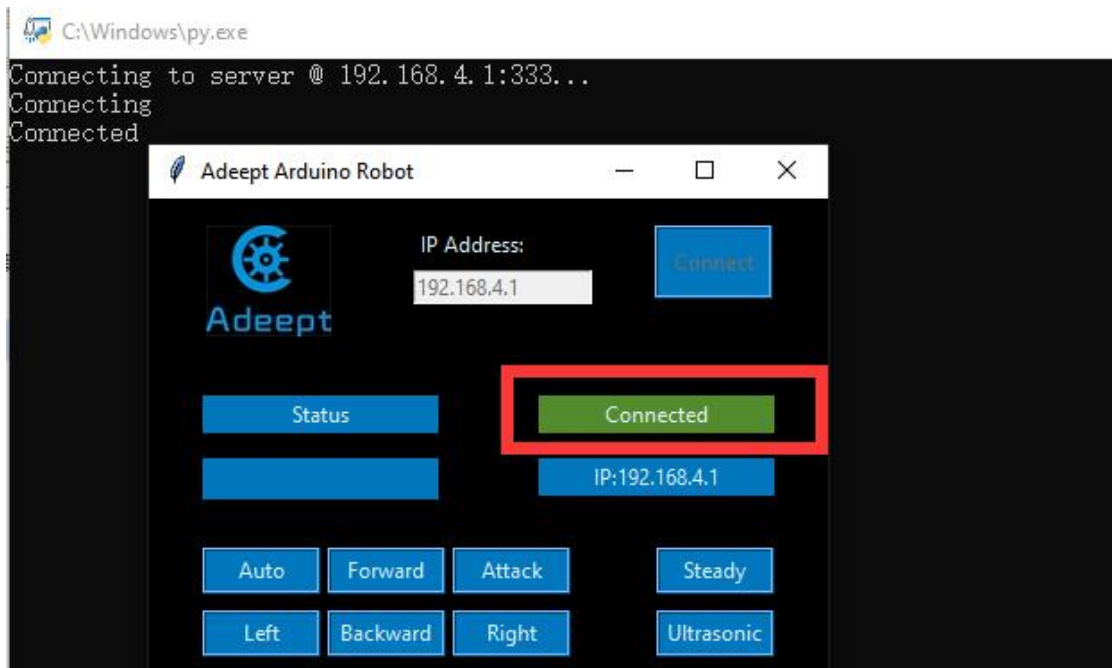 C:\Windows\py.exe
Connecting to server @ 192.168.4.1:333...
Connecting
Connected
Adeept Arduino Robot
IP Address:
Connect
192.168.4.1
Adeept
Status
Connected
IP:192.168.4.1
Auto
Forward
Attack
Steady
Left
Backward
Right
Ultrasonic